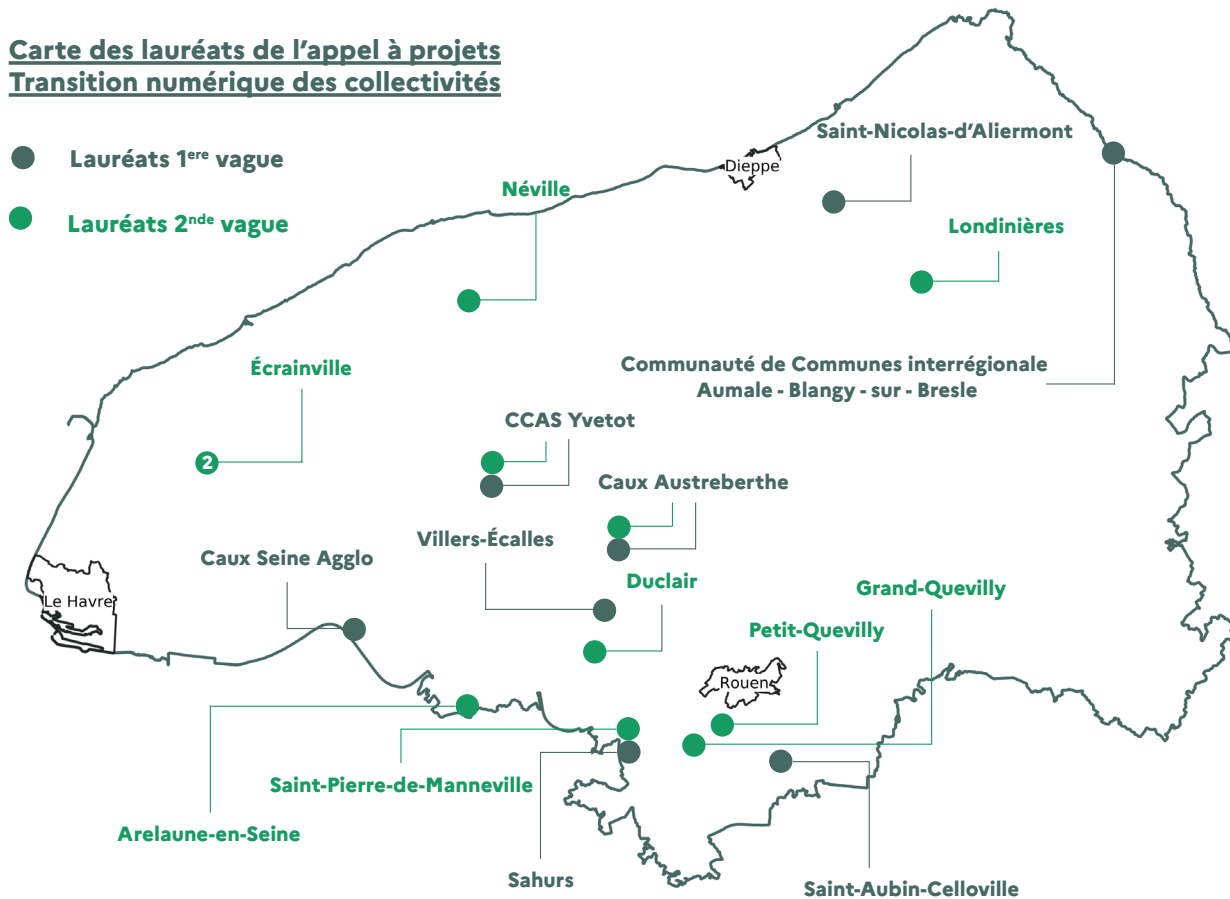 Carte des lauréats de l'appel à projets
Transition numérique des collectivités
Lauréats 1ere vague
Lauréats 2nde vague
Saint-Nicolas-d'Aliermont
Dieppe
Néville
Londinières
Écrainville
Communauté de Communes interrégionale
Aumale - Blangy - sur - Bresle
CCAS Yvetot
2
Caux Austreberthe
Villers-Écalles
Caux Seine Agglo
Duclair
Grand-Quevilly
Le Havre
Petit-Quevilly
Rouen
Saint-Pierre-de-Manneville
Arelaune-en-Seine
Sahurs
Saint-Aubin-Celloville